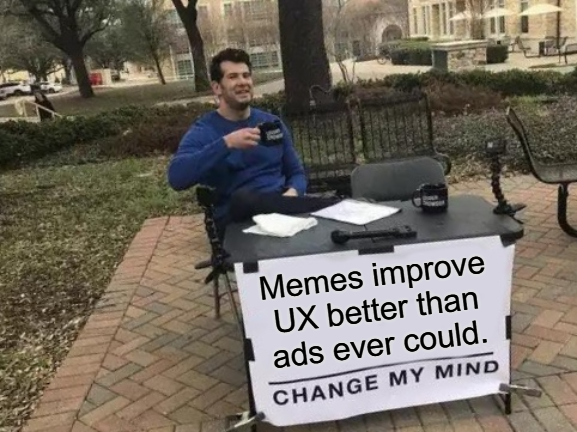 Memes improve
UX better than
ads ever could.
CHANGE MY MIND